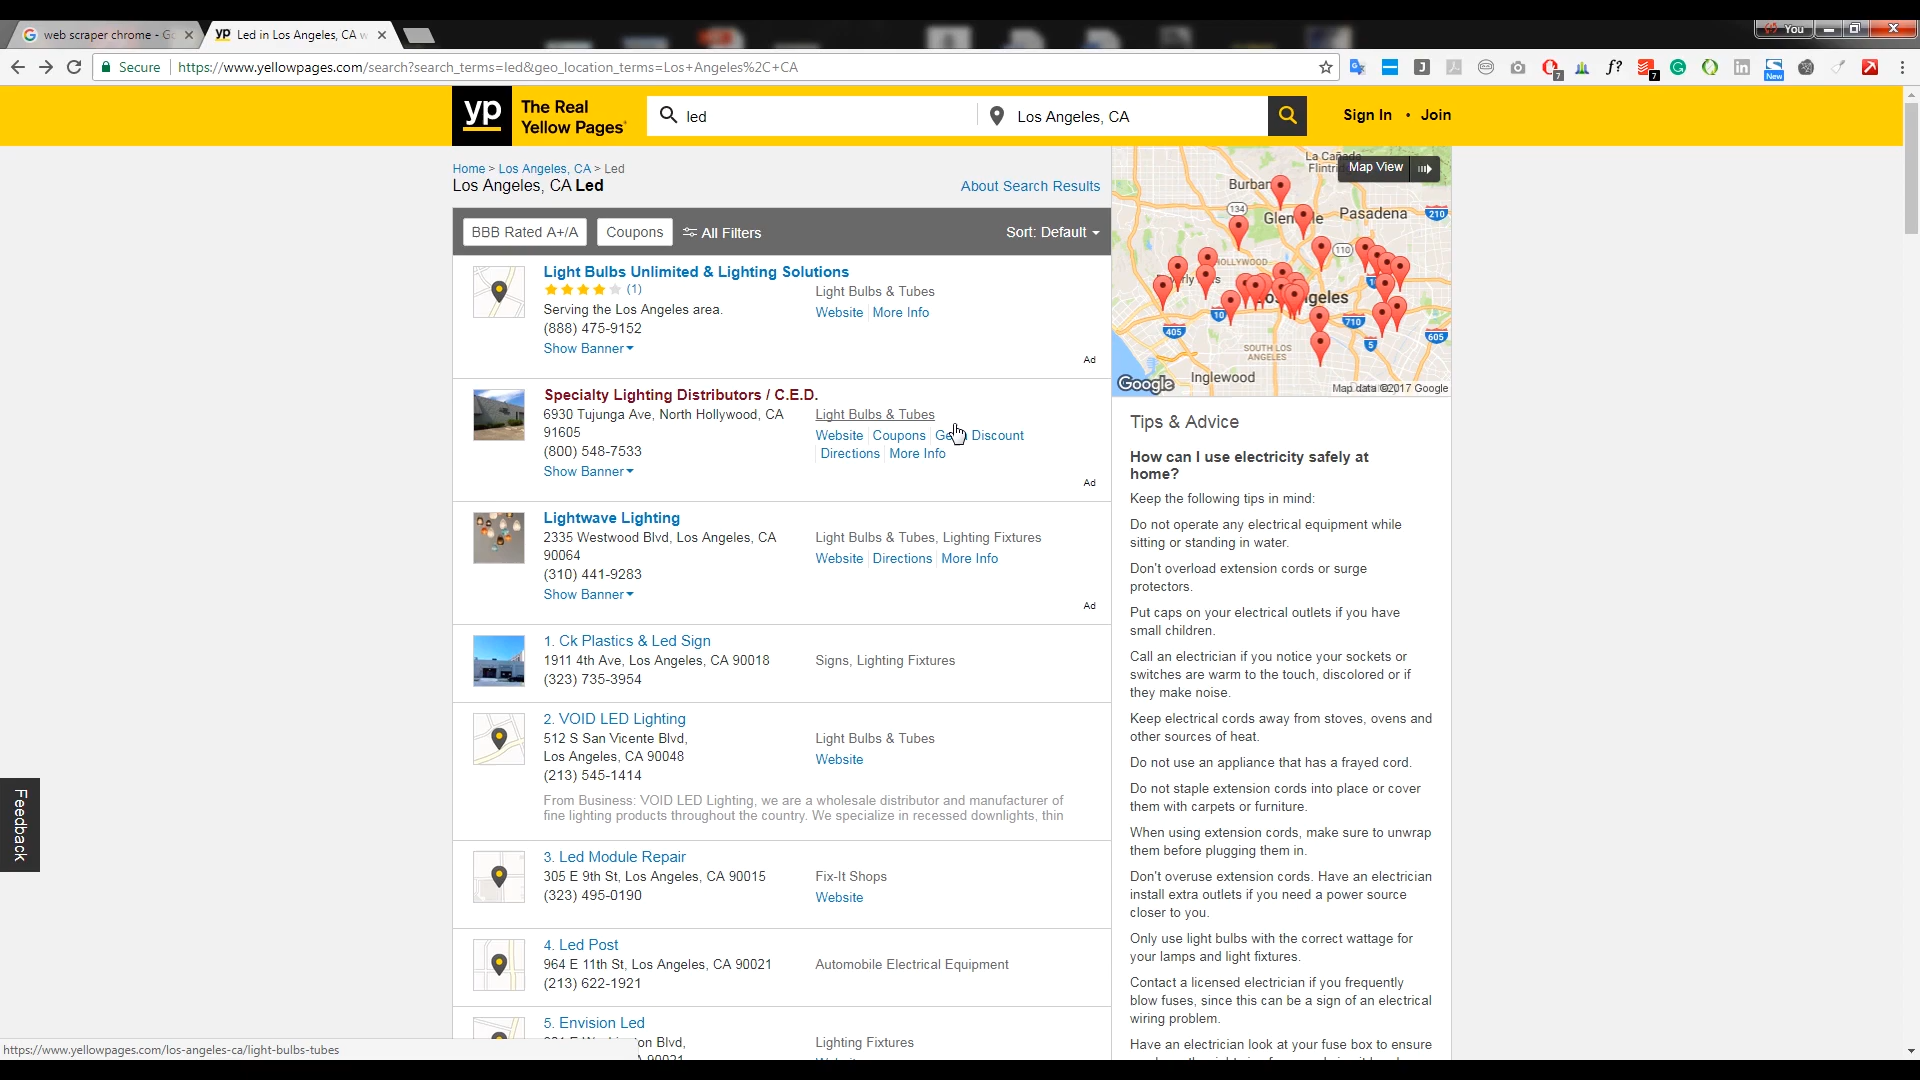 web scraper chrome - Go
Led in Los Angeles, CA w
You
Secure
https://www.yellowpages.com/search?search_terms=led&geo_location_terms=Los+Angeles%2C+CA
yp
The Real
Yellow Pages
led
Los Angeles, CA
Sign In • Join
Home > Los Angeles, CA > Led
Los Angeles, CA Led
About Search Results
BBB Rated A+/A
Coupons
All Filters
Sort: Default
Light Bulbs Unlimited & Lighting Solutions
(1)
Light Bulbs & Tubes
Serving the Los Angeles area.
Website
More Info
(888) 475-9152
Show Banner
Ad
Specialty Lighting Distributors / C.E.D.
6930 Tujunga Ave, North Hollywood, CA
91605
Light Bulbs & Tubes
Website
Coupons
Discount
(800) 548-7533
Directions
More Info
Show Banner
Ad
Lightwave Lighting
2335 Westwood Blvd, Los Angeles, CA
90064
Light Bulbs & Tubes, Lighting Fixtures
Website
Directions
More Info
(310) 441-9283
Show Banner
Ad
1. Ck Plastics & Led Sign
1911 4th Ave, Los Angeles, CA 90018
Signs, Lighting Fixtures
(323) 735-3954
2. VOID LED Lighting
512 S San Vicente Blvd,
Light Bulbs & Tubes
Los Angeles, CA 90048
Website
(213) 545-1414
From Business: VOID LED Lighting, we are a wholesale distributor and manufacturer of
fine lighting products throughout the country. We specialize in recessed downlights, thin
3. Led Module Repair
305 E 9th St, Los Angeles, CA 90015
Fix-It Shops
(323) 495-0190
Website
4. Led Post
964 E 11th St, Los Angeles, CA 90021
Automobile Electrical Equipment
(213) 622-1921
5. Envision Led
Lighting Fixtures
Map View
Burban
Pasadena
134
210
110
HOLLYWOOD
10
405
710
5
605
SOUTH LOS
ANGELES
Inglewood
Google
Map data ©2017 Google
Tips & Advice
How can I use electricity safely at
home?
Keep the following tips in mind:
Do not operate any electrical equipment while
sitting or standing in water.
Don't overload extension cords or surge
protectors.
Put caps on your electrical outlets if you have
small children.
Call an electrician if you notice your sockets or
switches are warm to the touch, discolored or if
they make noise.
Keep electrical cords away from stoves, ovens and
other sources of heat.
Do not use an appliance that has a frayed cord.
Do not staple extension cords into place or cover
them with carpets or furniture.
When using extension cords, make sure to unwrap
them before plugging them in.
Don't overuse extension cords. Have an electrician
install extra outlets if you need a power source
closer to you.
Only use light bulbs with the correct wattage for
your lamps and light fixtures.
Contact a licensed electrician if you frequently
blow fuses, since this can be a sign of an electrical
wiring problem.
Have an electrician look at your fuse box to ensure
Feedback
https://www.yellowpages.com/los-angeles-ca/light-bulbs-tubes